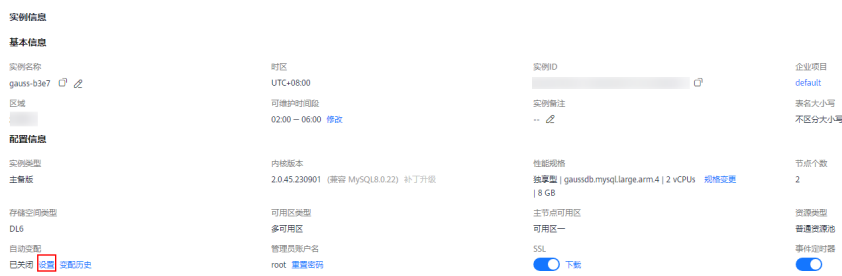 实例信息
基本信息
实例名称 时区 实例ID 企业项目
gauss-b3e7 UTC+08:00 default
区域 可维护时间段 实例备注 表名大小写
02:00 — 06:00 修改 -- 不区分大小写
配置信息
实例类型 内核版本 性能规格 节点个数
主备版 2.0.45.230901 (兼容 MySQL8.0.22) 补丁升级 独享型 | gaussdb.mysql.large.arm.4 | 2 vCPUs 规格变更 2
| 8 GB
存储空间类型 可用区类型 主节点可用区 资源类型
DL6 多可用区 可用区一 普通资源池
自动变配 管理员账户名 SSL 事件定时器
已关闭 设置 变配历史 root 重置密码 下载